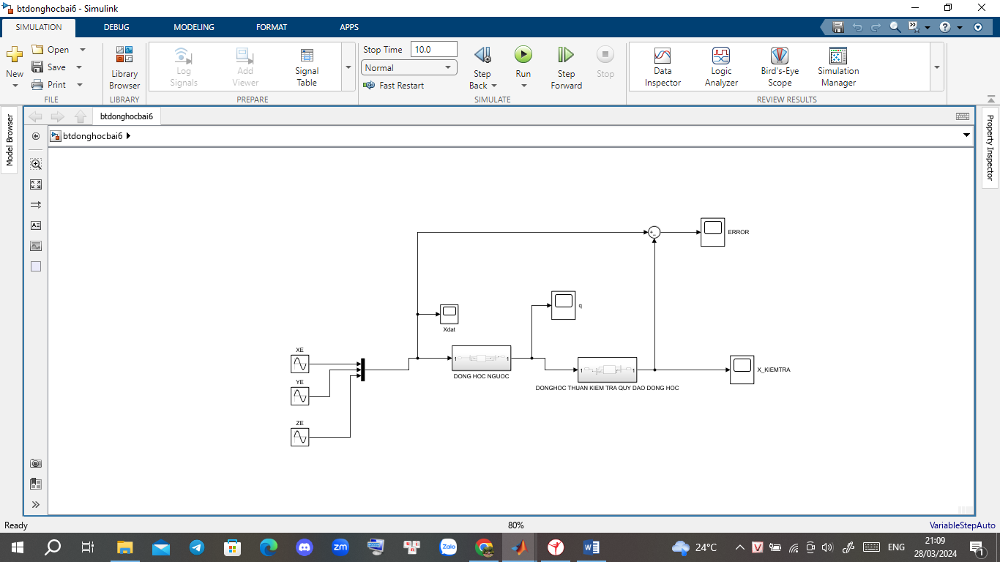 btdonghocbai6 - Simulink
SIMULATION DEBUG MODELING FORMAT APPS
New
Open
Save
Print
FILE
Library
Browser
LIBRARY
Log
Signals
Add
Viewer
Signal
Table
PREPARE
Stop Time 10.0
Normal
Fast Restart
Step
Back
Run
Step
Forward
Stop
SIMULATE
Data
Inspector
Logic
Analyzer
Bird's-Eye
Scope
Simulation
Manager
REVIEW RESULTS
Model Browser
btdonghocbai6
btdonghocbai6
Property Inspector
ERROR
q
Xdat
XE
YE
ZE
1 1
DONG HOC NGUOC
1 1
DONGHOC THUAN KIEM TRA QUY DAO DONG HOC
X_KIEMTRA
Ready 80% VariableStepAuto
zm
Zalo
24°C
V
ENG
21:09
28/03/2024
1